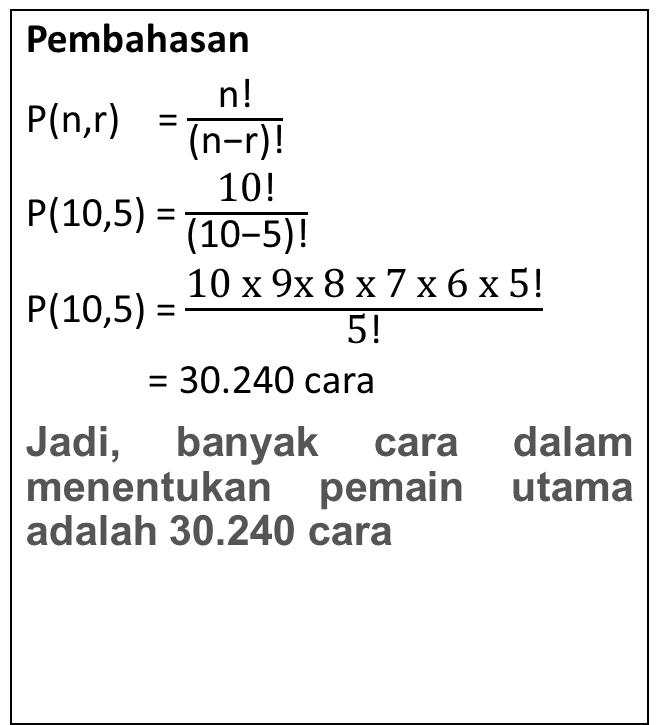 Pembahasan
P(n,r) = n!/(n−r)!
P(10,5) = 10!/(10−5)!
P(10,5) = 10 x 9x 8 x 7 x 6 x 5!/5!
= 30.240 cara
Jadi, banyak cara dalam
menentukan pemain utama
adalah 30.240 cara